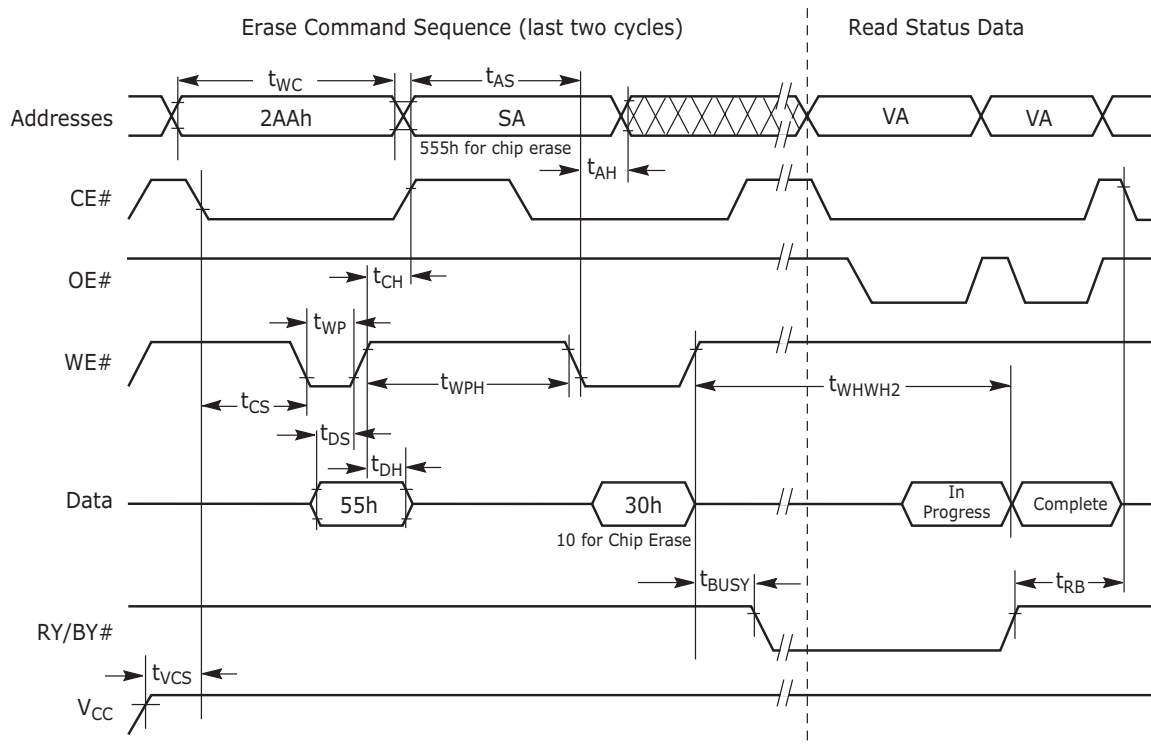 Erase Command Sequence (last two cycles)
Read Status Data
tWC
tAS
Addresses
2AAh
SA
VA
VA
555h for chip erase
tAH
CE#
OE#
tCH
tWP
WE#
tWPH
tWHWH2
tCS
tDS
tDH
Data
55h
30h
In
Progress
Complete
10 for Chip Erase
tBUSY
tRB
RY/BY#
tVCS
VCC